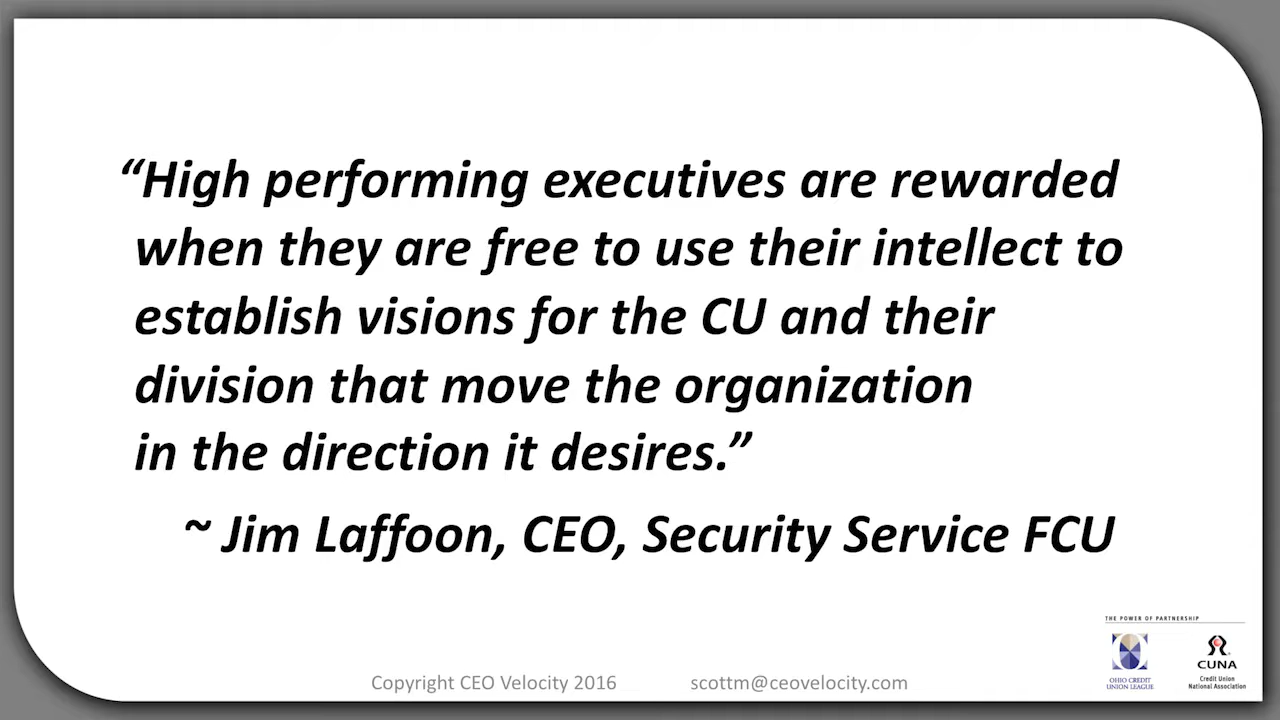 “High performing executives are rewarded
when they are free to use their intellect to
establish visions for the CU and their
division that move the organization
in the direction it desires.”
~ Jim Laffoon, CEO, Security Service FCU
THE POWER OF PARTNERSHIP
OHIO CREDIT
UNION LEAGUE
CUNA
Credit Union
National Association
Copyright CEO Velocity 2016
scottm@ceovelocity.com